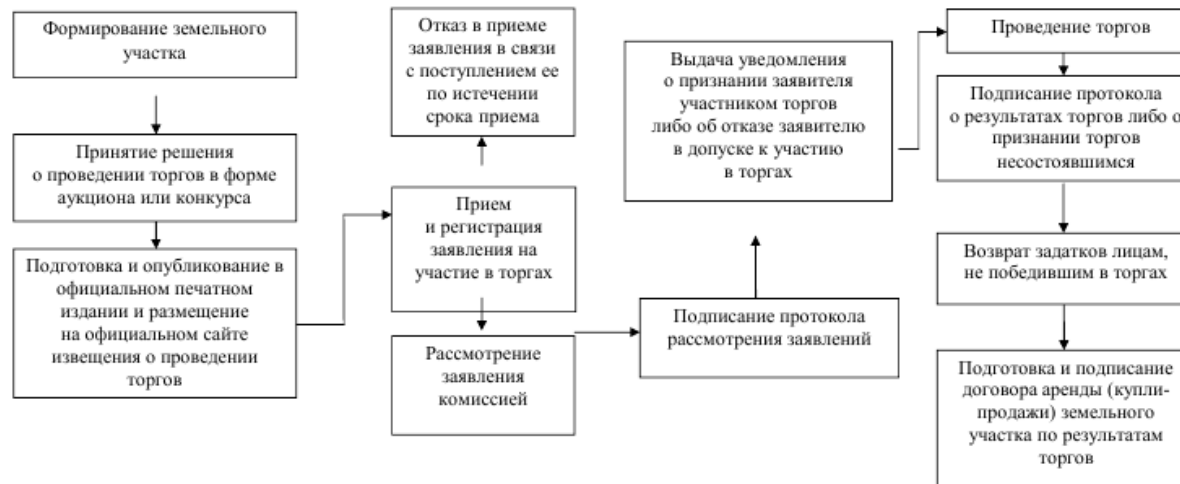 Формирование земельного
участка
Принятие решения
о проведении торгов в форме
аукциона или конкурса
Подготовка и опубликование в
официальном печатном
издании и размещение
на официальном сайте
извещения о проведении
торгов
Отказ в приеме
заявления в связи
с поступлением ее
по истечении
срока приема
Прием
и регистрация
заявления на
участие в торгах
Рассмотрение
заявления
комиссией
Подписание протокола
рассмотрения заявлений
Выдача уведомления
о признании заявителя
участником торгов
либо об отказе заявителю
в допуске к участию
в торгах
Проведение торгов
Подписание протокола
о результатах торгов либо о
признании торгов
несостоявшимся
Возврат задатков лицам,
не победившим в торгах
Подготовка и подписание
договора аренды (купли-
продажи) земельного
участка по результатам
торгов